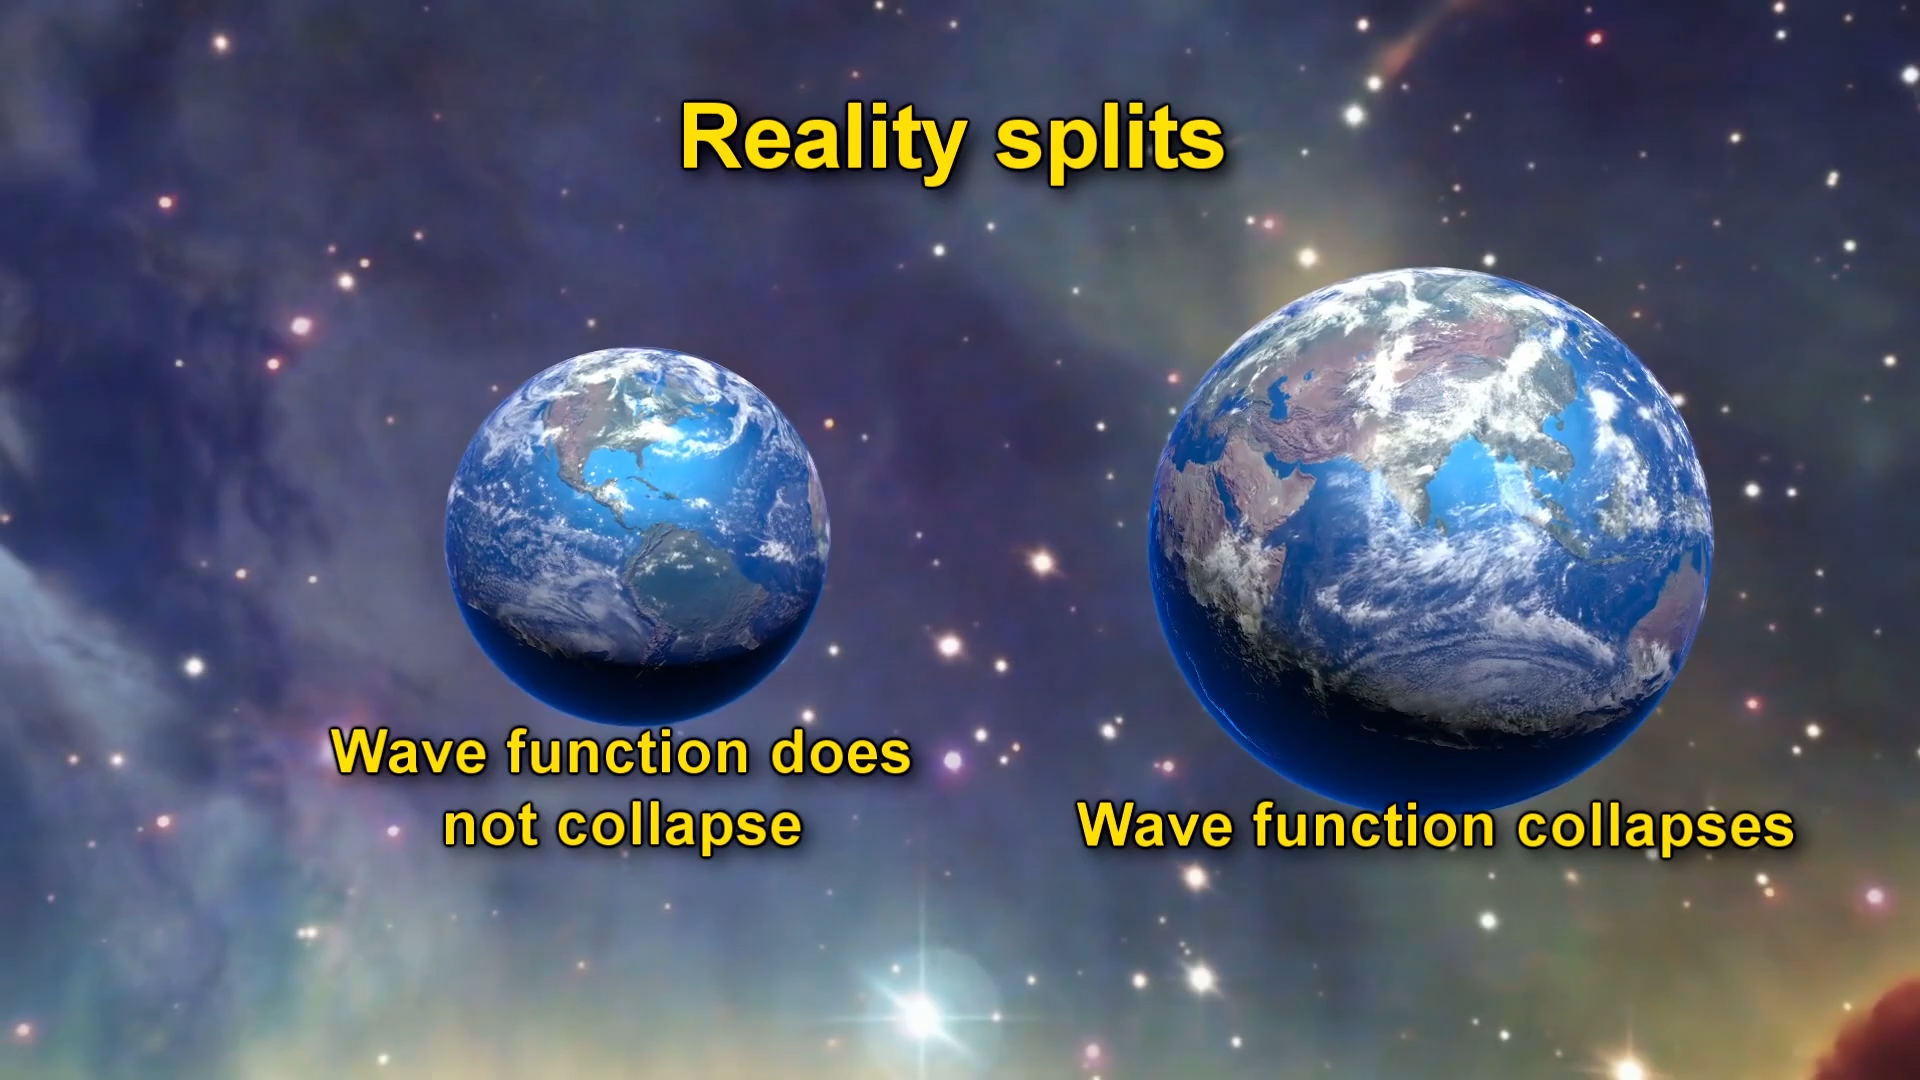 Reality splits
Wave function does
not collapse
Wave function collapses